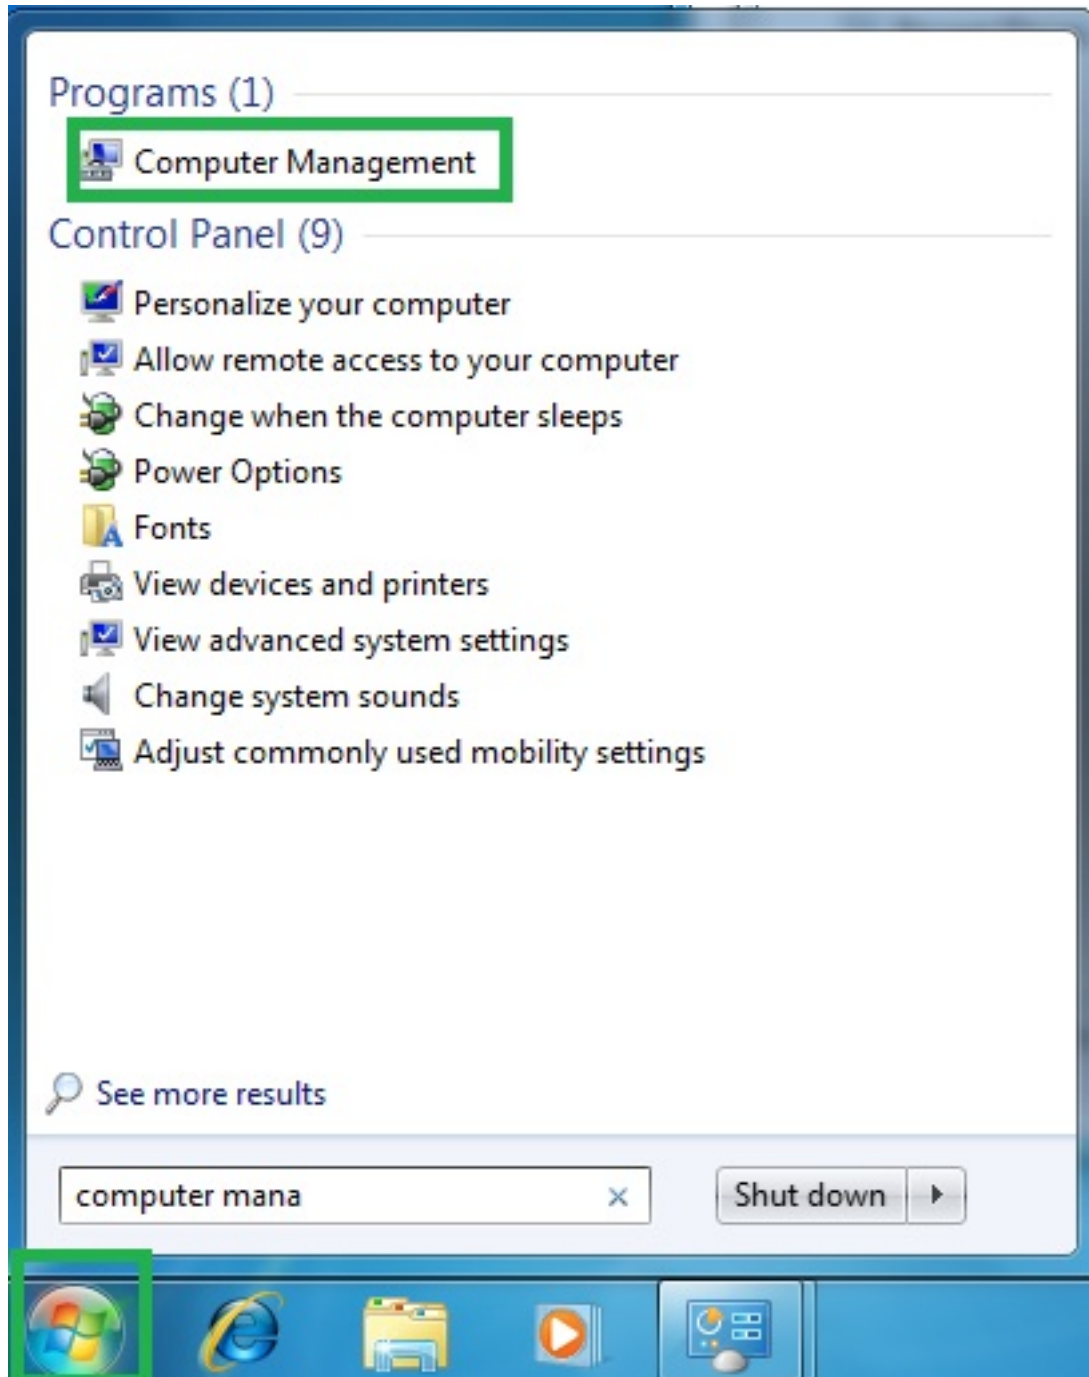 Programs (1)
Computer Management
Control Panel (9)
Personalize your computer
Allow remote access to your computer
Change when the computer sleeps
Power Options
Fonts
View devices and printers
View advanced system settings
Change system sounds
Adjust commonly used mobility settings
See more results
computer mana
Shut down